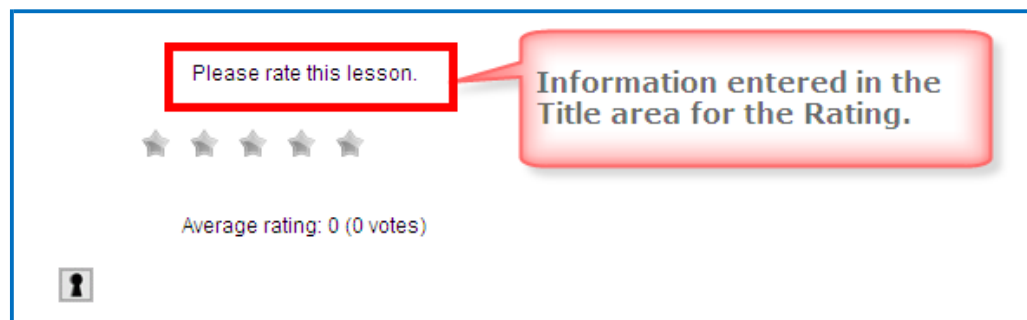 Please rate this lesson.
Information entered in the
Title area for the Rating.
Average rating: 0 (0 votes)